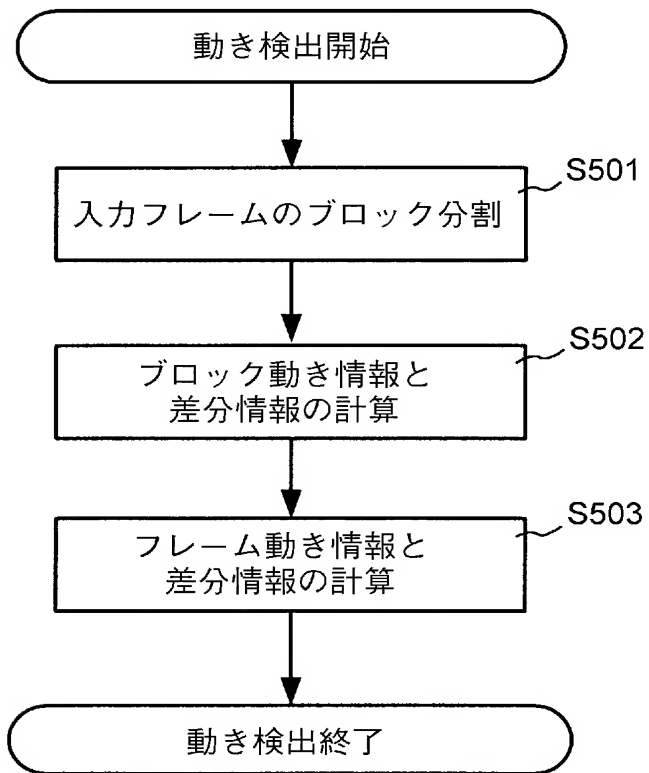 動き検出開始
S501
入力フレームのブロック分割
S502
ブロック動き情報と
差分情報の計算
S503
フレーム動き情報と
差分情報の計算
動き検出終了